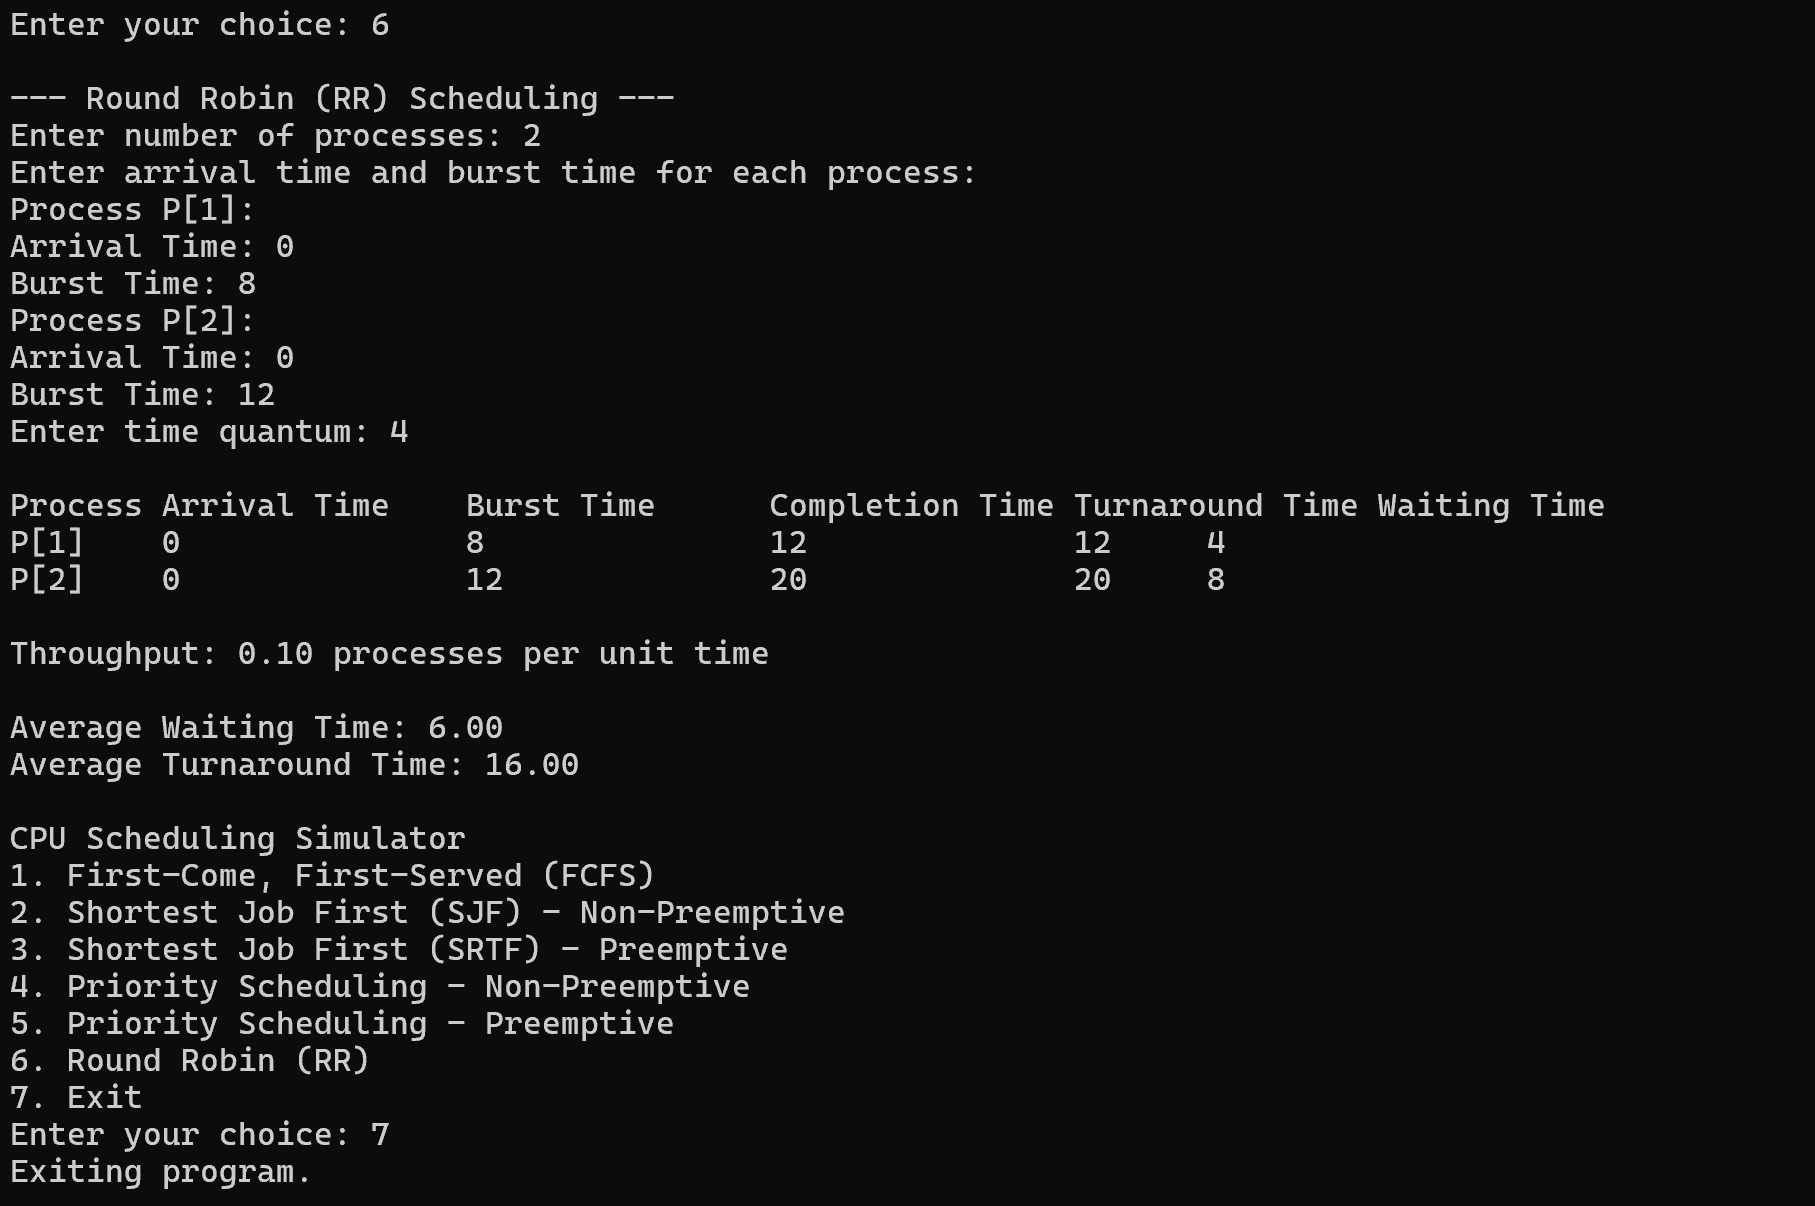 Enter your choice: 6
--- Round Robin (RR) Scheduling ---
Enter number of processes: 2
Enter arrival time and burst time for each process:
Process P[1]:
Arrival Time: 0
Burst Time: 8
Process P[2]:
Arrival Time: 0
Burst Time: 12
Enter time quantum: 4
Process Arrival Time    Burst Time      Completion Time Turnaround Time Waiting Time
P[1]    0               8               12              12     4
P[2]    0               12              20              20     8
Throughput: 0.10 processes per unit time
Average Waiting Time: 6.00
Average Turnaround Time: 16.00
CPU Scheduling Simulator
1. First-Come, First-Served (FCFS)
2. Shortest Job First (SJF) - Non-Preemptive
3. Shortest Job First (SRTF) - Preemptive
4. Priority Scheduling - Non-Preemptive
5. Priority Scheduling - Preemptive
6. Round Robin (RR)
7. Exit
Enter your choice: 7
Exiting program.